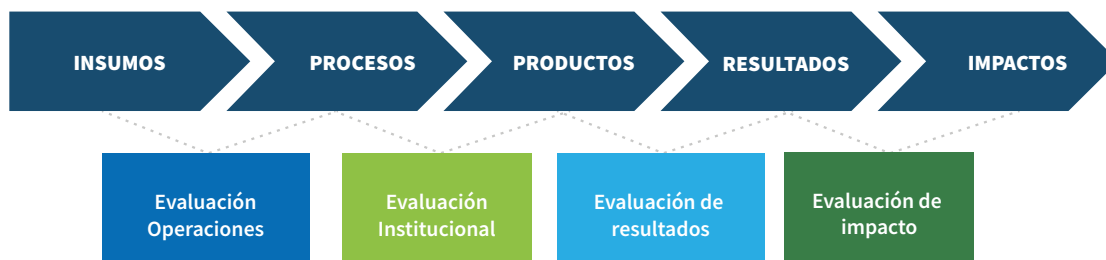 INSUMOS
PROCESOS
PRODUCTOS
RESULTADOS
IMPACTOS
Evaluación
Operaciones
Evaluación
Institucional
Evaluación de
resultados
Evaluación de
impacto